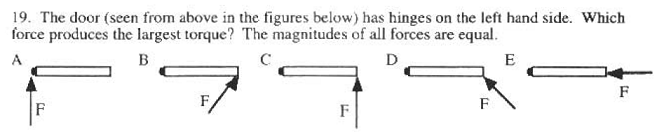 19. The door (seen from above in the figures below) has hinges on the left hand side. Which
force produces the largest torque? The magnitudes of all forces are equal.
A B C D E
F F F F F